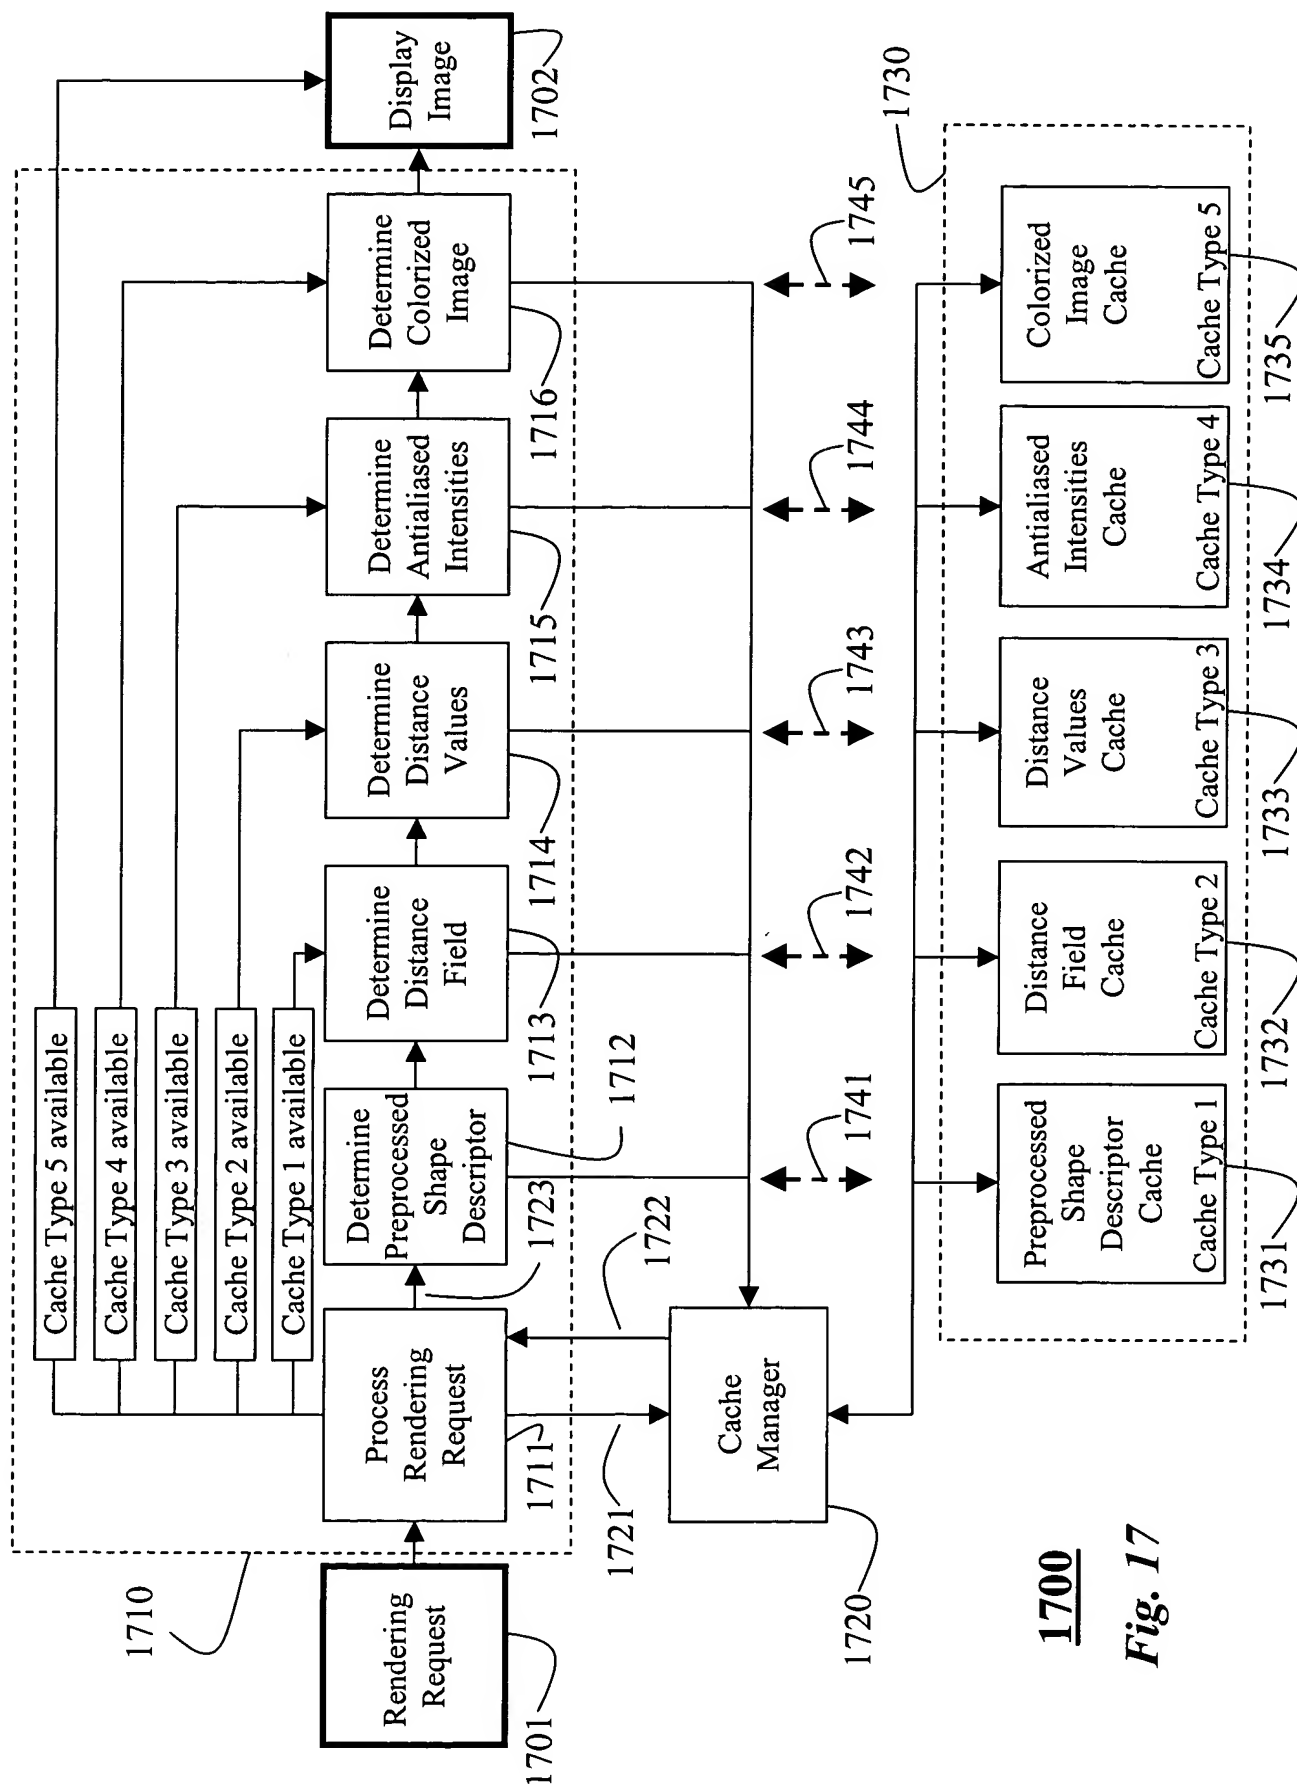 1710
Cache Type 5 available
Cache Type 4 available
Cache Type 3 available
Cache Type 2 available
Cache Type 1 available
Rendering
Request
1701
Process
Rendering
Request
1711
1723
Determine
Preprocessed
Shape
Descriptor
1712
Determine
Distance
Field
1713
Determine
Distance
Values
1714
Determine
Antialiased
Intensities
1715
Determine
Colorized
Image
1716
Display
Image
1702
1721
1722
Cache
Manager
1720
1741
1742
1743
1744
1745
1730
Preprocessed
Shape
Descriptor
Cache
Cache Type 1
1731
Distance
Field
Cache
Cache Type 2
1732
Distance
Values
Cache
Cache Type 3
1733
Antialiased
Intensities
Cache
Cache Type 4
1734
Colorized
Image
Cache
Cache Type 5
1735
1700
Fig. 17